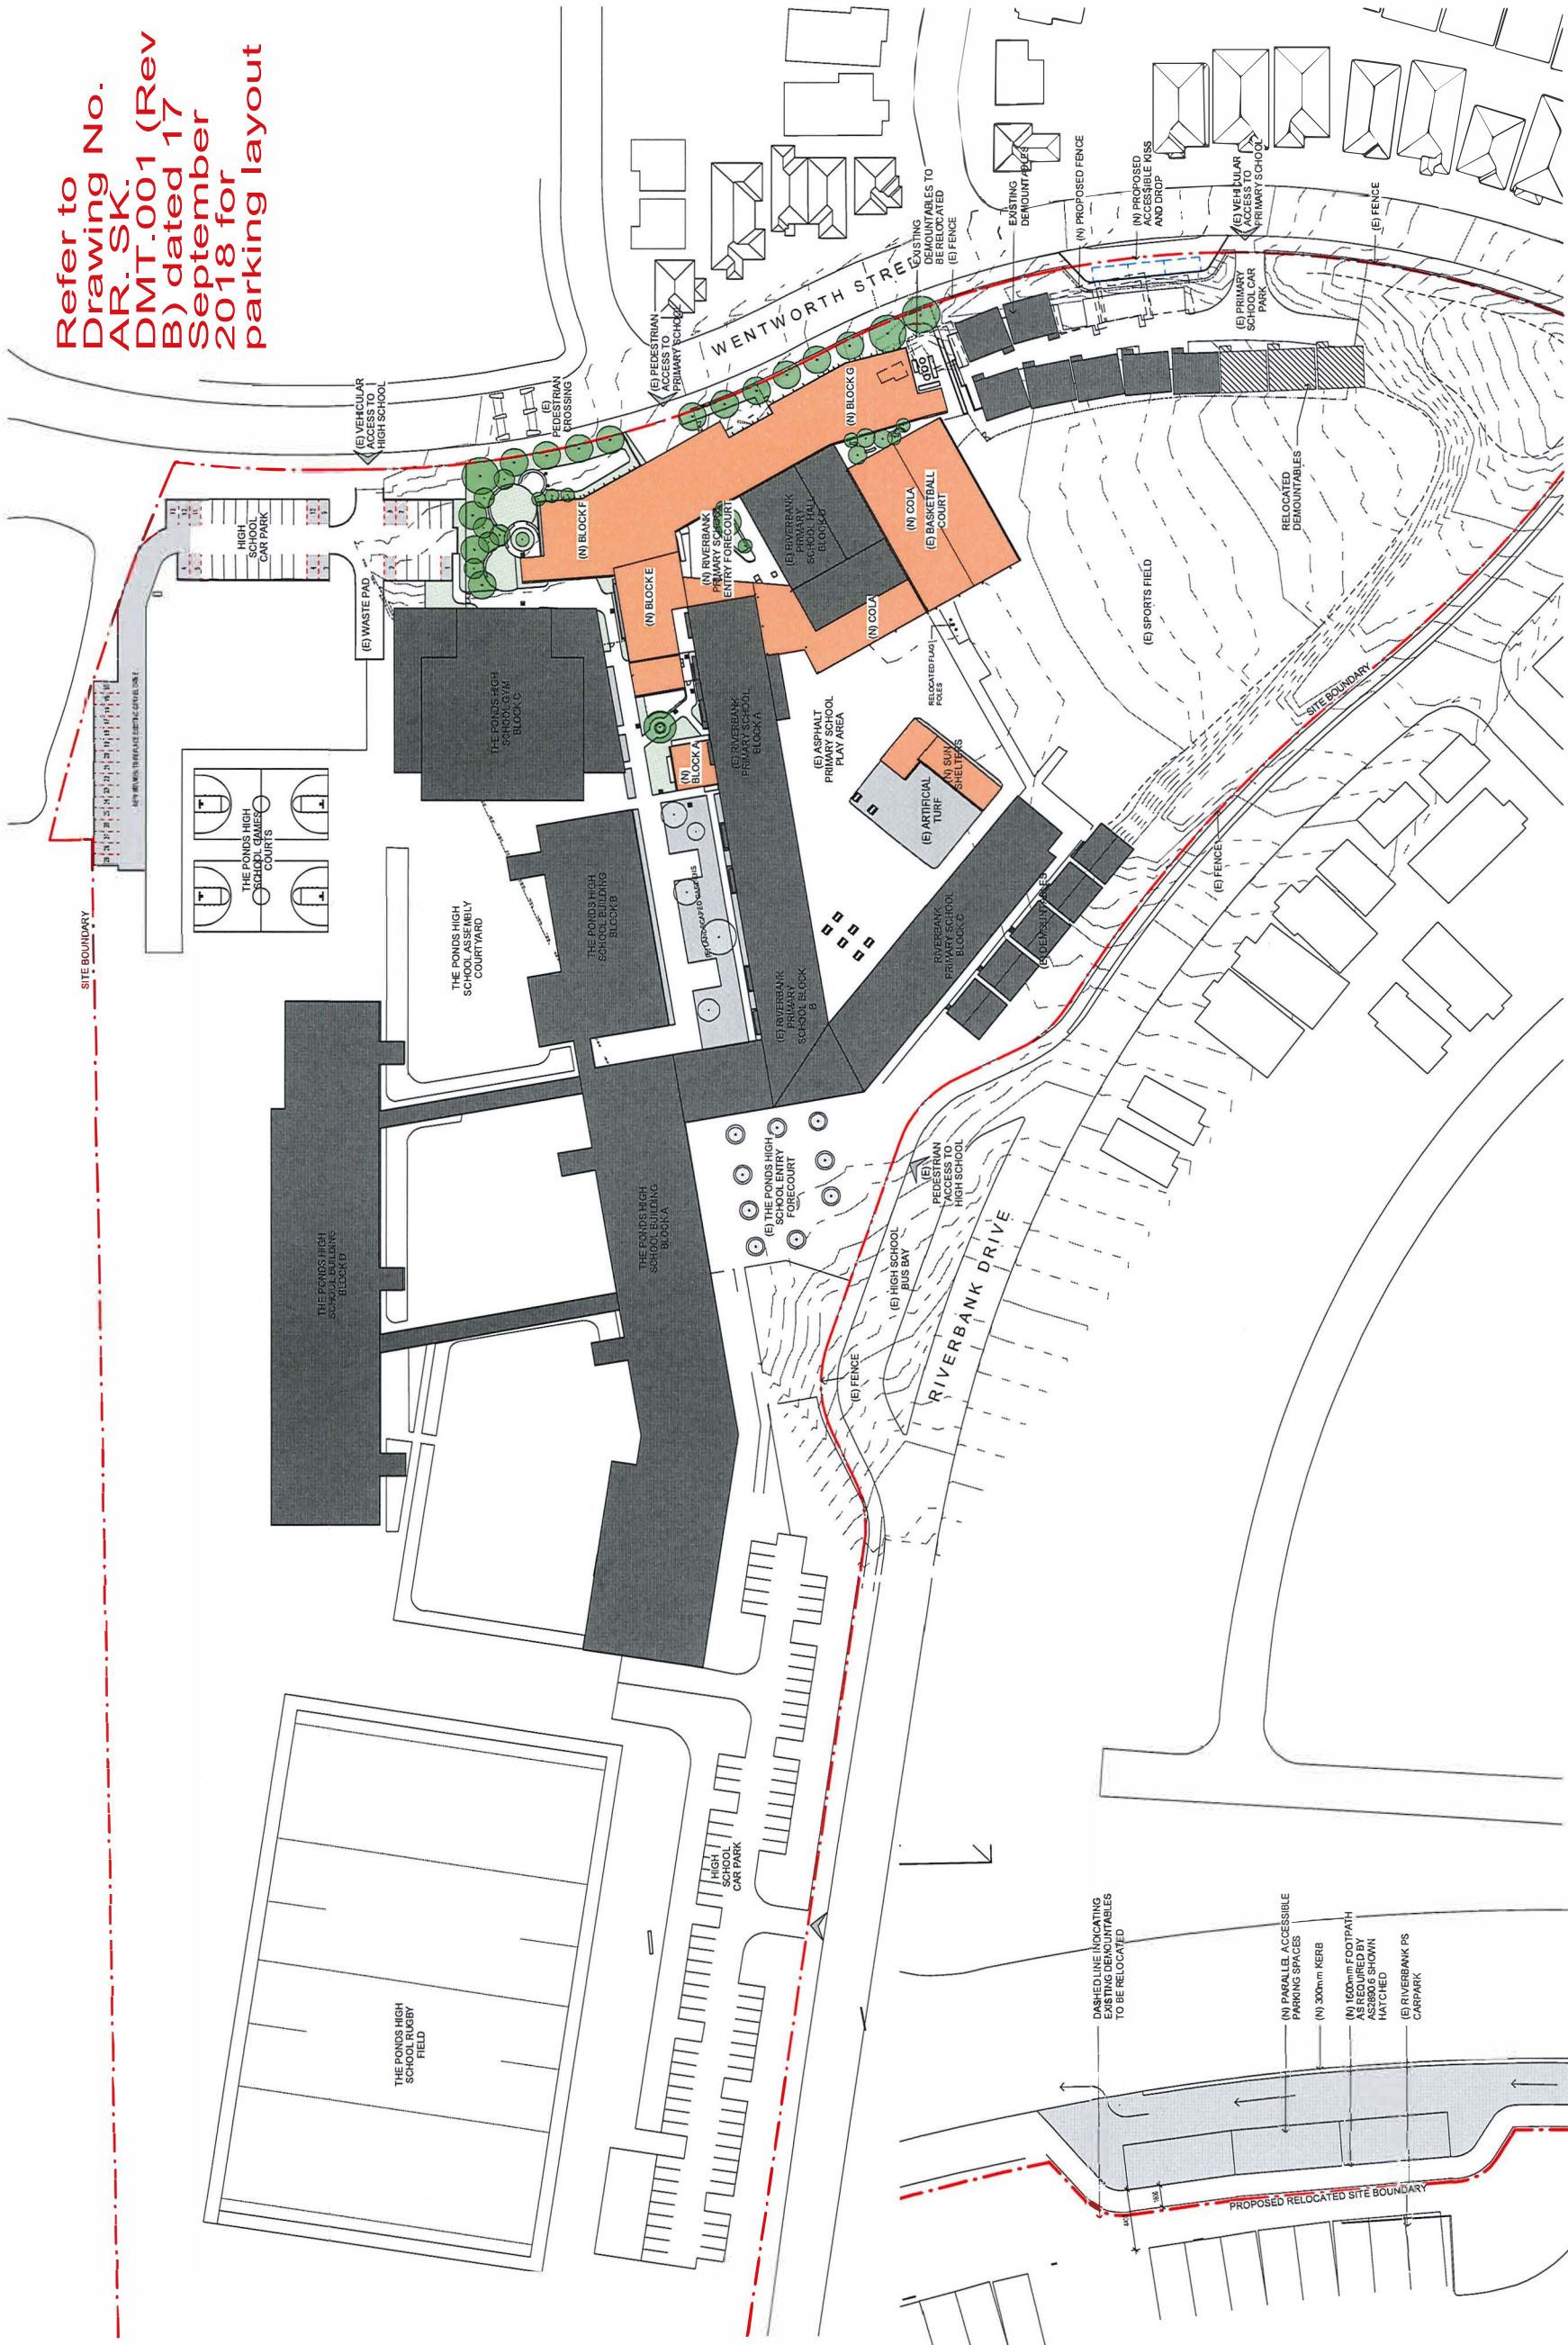 Refer to
Drawing No.
AR.SK.
DMT.001 (Rev
B) dated 17
September
2018 for
parking layout
(E) VEHICULAR
ACCESS TO
HIGH SCHOOL
(E)
PEDESTRIAN
CROSSING
(E) PEDESTRIAN
ACCESS TO
PRIMARY SCHOOL
WENTWORTH STREET
EXISTING
DEMOUNTABLES TO
BE RELOCATED
(E) FENCE
EXISTING
DEMOUNTABLES
(N) PROPOSED FENCE
(N) PROPOSED
ACCESSIBLE KISS
AND DROP
(E) VEHICULAR
ACCESS TO
PRIMARY SCHOOL
(E) FENCE
(E) PRIMARY
SCHOOL CAR
PARK
HIGH
SCHOOL
CAR PARK
(E) WASTE PAD
(N) BLOCK F
(N) BLOCK G
(N) BLOCK E
(N) RIVERBANK
PRIMARY SCHOOL
ENTRY FORECOURT
(E) RIVERBANK
PRIMARY
SCHOOL HALL
BLOCK D
(N) COLA
(E) BASKETBALL
COURT
(N) COLA
RELOCATED
DEMOUNTABLES
(E) SPORTS FIELD
RELOCATED FLAG
POLES
SITE BOUNDARY
THE PONDS HIGH
SCHOOL GYM
BLOCK C
(N)
BLOCK A
(E) RIVERBANK
PRIMARY SCHOOL
BLOCK A
(E) ASPHALT
PRIMARY SCHOOL
PLAY AREA
(E) ARTIFICIAL
TURF
(N) SUN
SHELTERS
THE PONDS HIGH
SCHOOL GAMES
COURTS
SITE BOUNDARY
THE PONDS HIGH
SCHOOL ASSEMBLY
COURTYARD
THE PONDS HIGH
SCHOOL BUILDING
BLOCK B
(E) RIVERBANK
PRIMARY
SCHOOL BLOCK
B
RIVERBANK
PRIMARY SCHOOL
BLOCK C
(E) DEMOUNTABLES
(E) FENCE
THE PONDS HIGH
SCHOOL BUILDING
BLOCK D
THE PONDS HIGH
SCHOOL BUILDING
BLOCK A
(E) THE PONDS HIGH
SCHOOL ENTRY
FORECOURT
(E)
PEDESTRIAN
ACCESS TO
HIGH SCHOOL
(E) HIGH SCHOOL
BUS BAY
RIVERBANK DRIVE
(E) FENCE
THE PONDS HIGH
SCHOOL RUGBY
FIELD
HIGH
SCHOOL
CAR PARK
DASHED LINE INDICATING
EXISTING DEMOUNTABLES
TO BE RELOCATED
(N) PARALLEL ACCESSIBLE
PARKING SPACES
(N) 300mm KERB
(N) 1600mm FOOTPATH
AS REQUIRED BY
AS2890.6 SHOWN
HATCHED
(E) RIVERBANK PS
CARPARK
PROPOSED RELOCATED SITE BOUNDARY